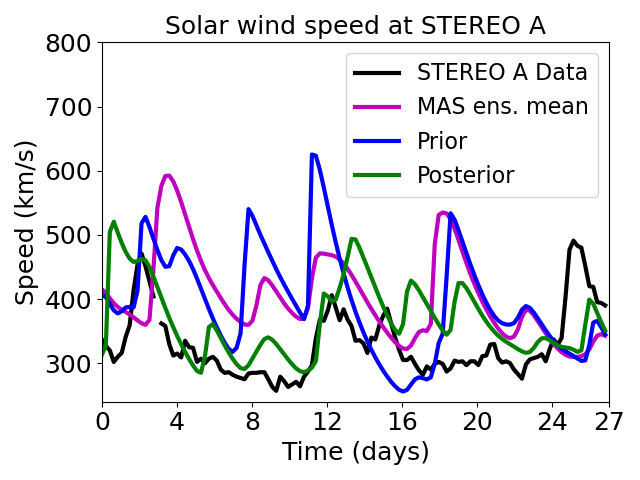 Solar wind speed at STEREO A
800
700
600
500
400
300
Speed (km/s)
STEREO A Data
MAS ens. mean
Prior
Posterior
0 4 8 12 16 20 24 27
Time (days)